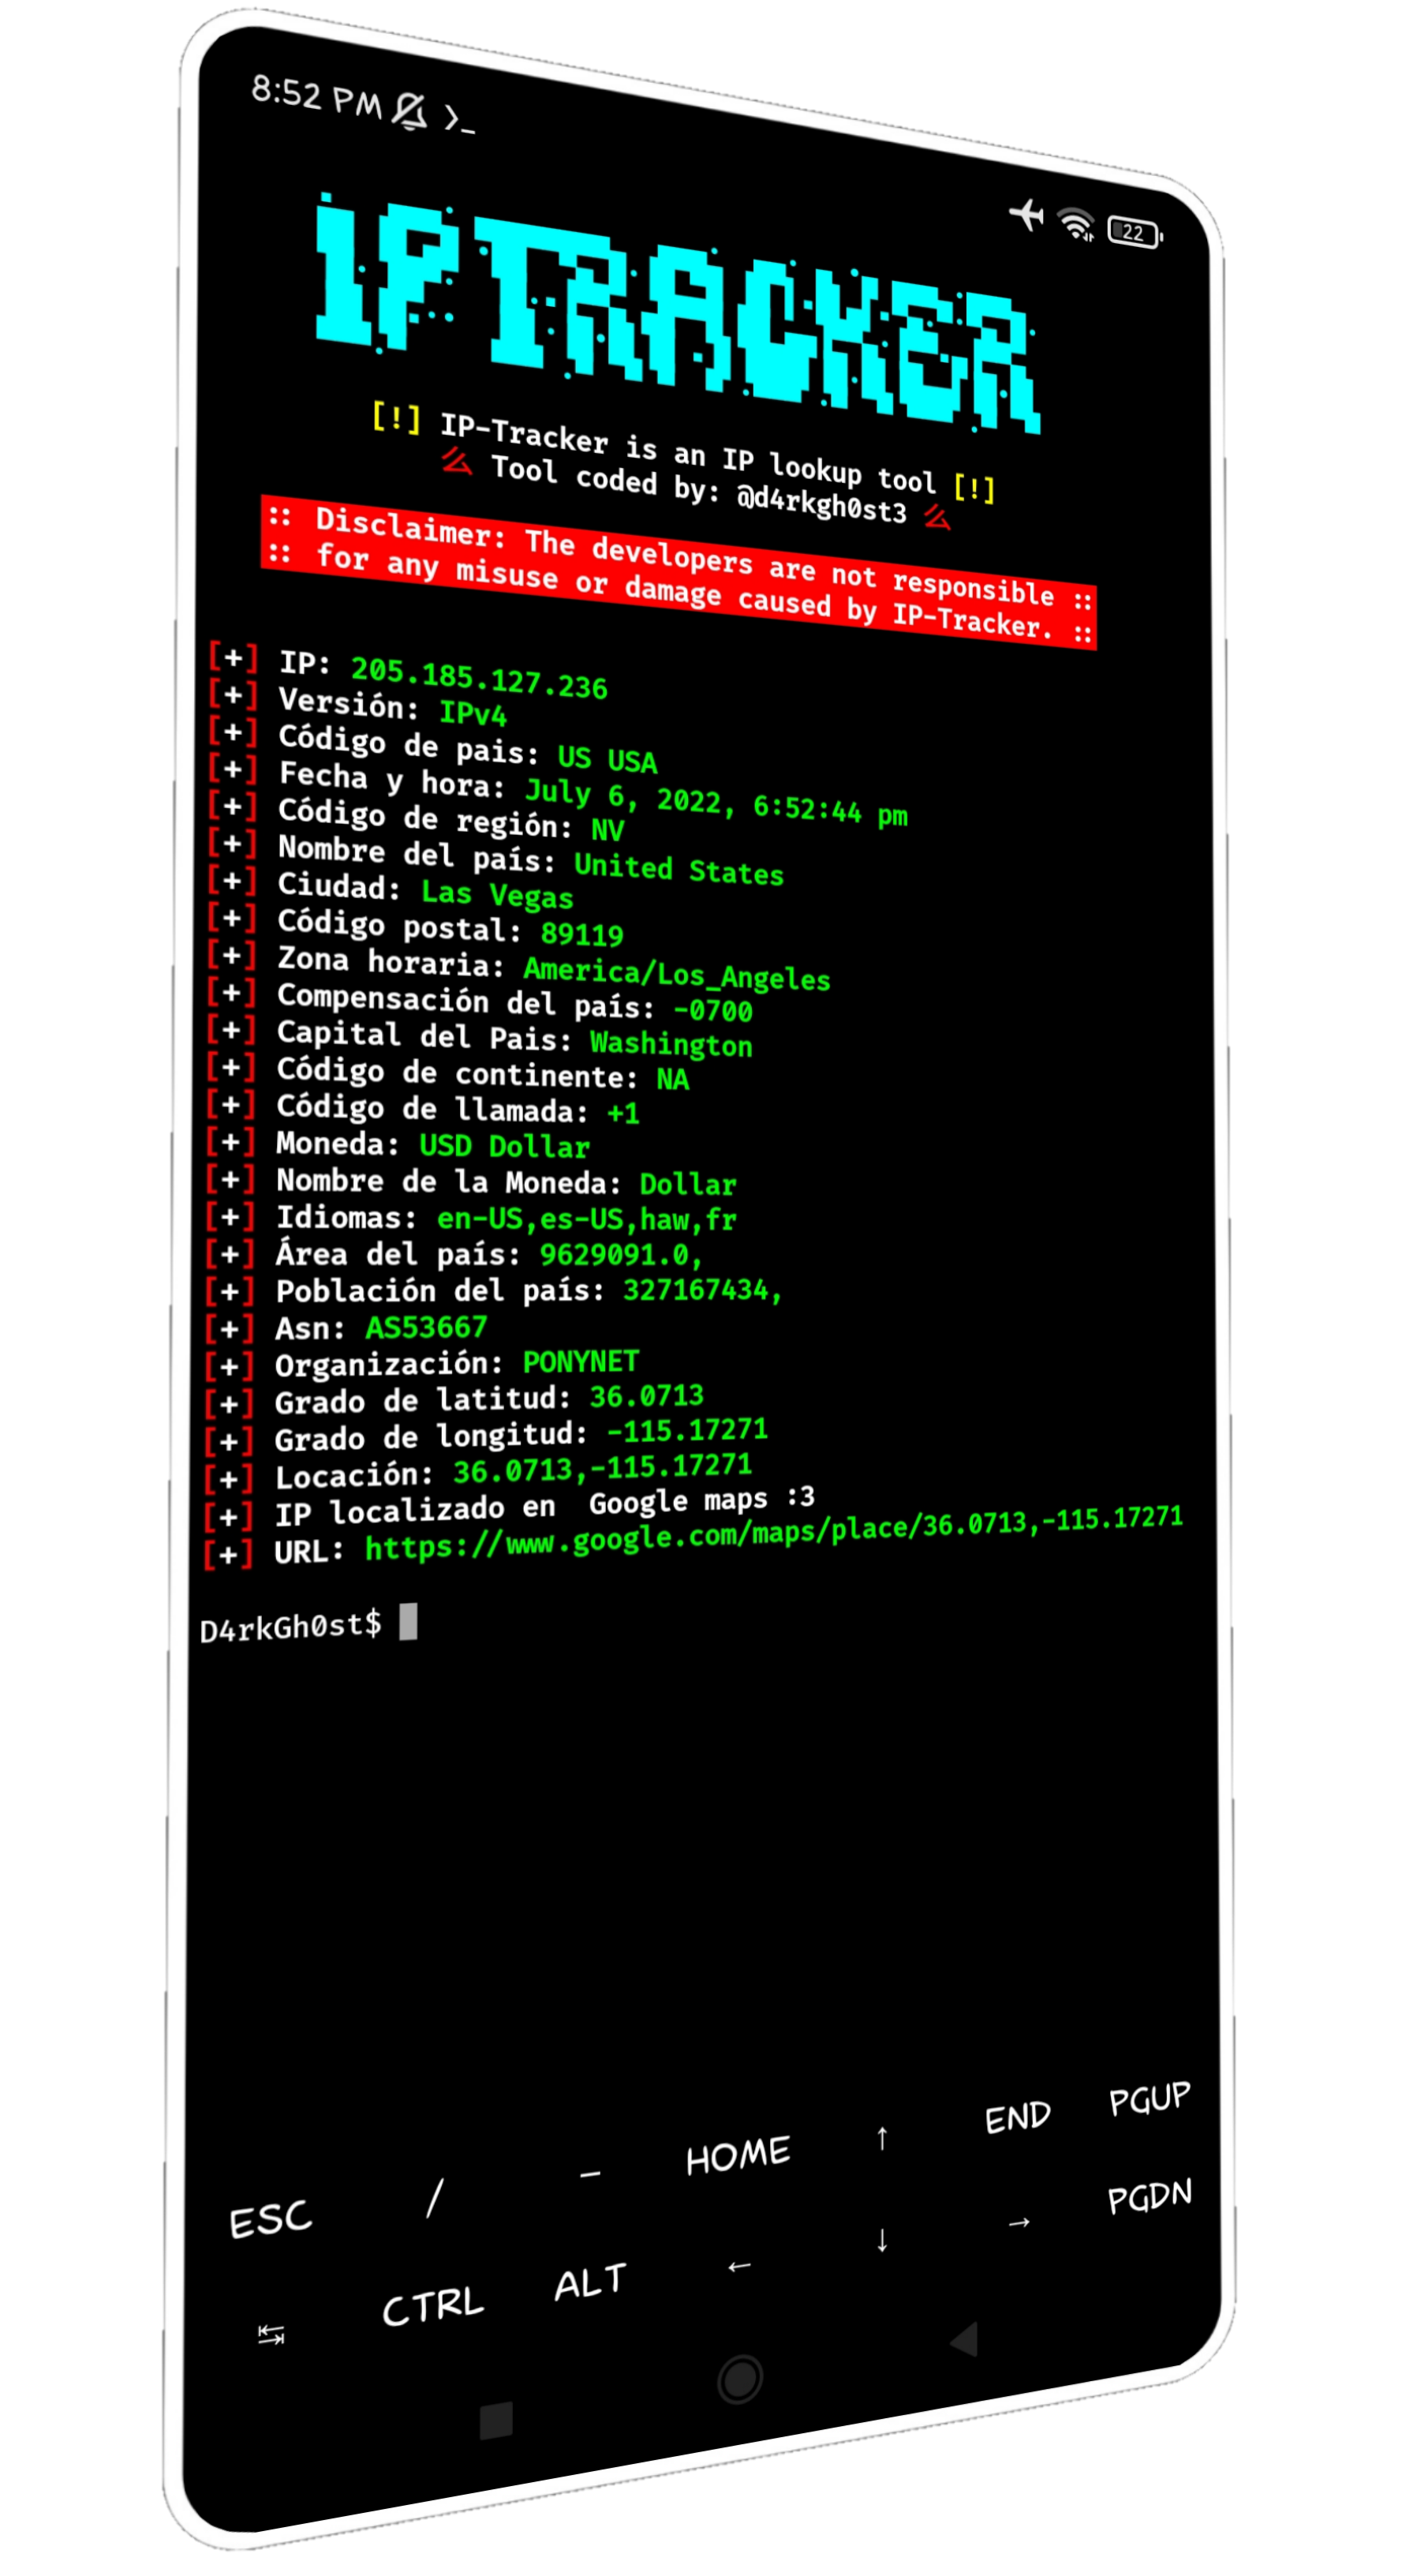 8:52 PM >_
22
IP TRACKER
[!] IP-Tracker is an IP lookup tool [!]
Tool coded by: @d4rkgh0st3
:: Disclaimer: The developers are not responsible ::
:: for any misuse or damage caused by IP-Tracker. ::
[+] IP: 205.185.127.236
[+] Versión: IPv4
[+] Código de pais: US USA
[+] Fecha y hora: July 6, 2022, 6:52:44 pm
[+] Código de región: NV
[+] Nombre del país: United States
[+] Ciudad: Las Vegas
[+] Código postal: 89119
[+] Zona horaria: America/Los_Angeles
[+] Compensación del país: -0700
[+] Capital del Pais: Washington
[+] Código de continente: NA
[+] Código de llamada: +1
[+] Moneda: USD Dollar
[+] Nombre de la Moneda: Dollar
[+] Idiomas: en-US,es-US,haw,fr
[+] Área del país: 9629091.0,
[+] Población del país: 327167434,
[+] Asn: AS53667
[+] Organización: PONYNET
[+] Grado de latitud: 36.0713
[+] Grado de longitud: -115.17271
[+] Locación: 36.0713,-115.17271
[+] IP localizado en  Google maps :3
[+] URL: https://www.google.com/maps/place/36.0713,-115.17271
D4rkGh0st$
ESC / – HOME ↑ END PGUP
↹ CTRL ALT ← ↓ → PGDN